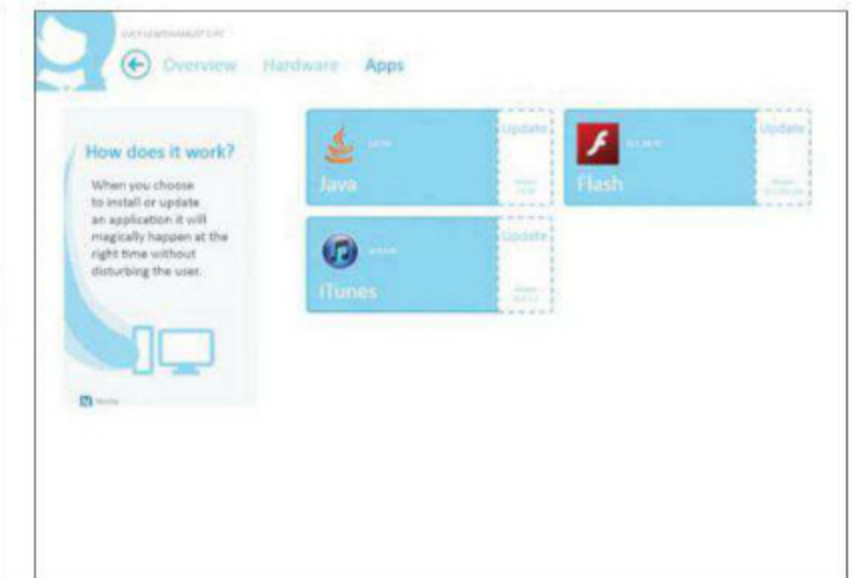 Overview Hardware Apps
How does it work?
When you choose
to install or update
an application it will
magically happen at the
right time without
disturbing the user.
Update
Java
Update
Flash
Update
iTunes